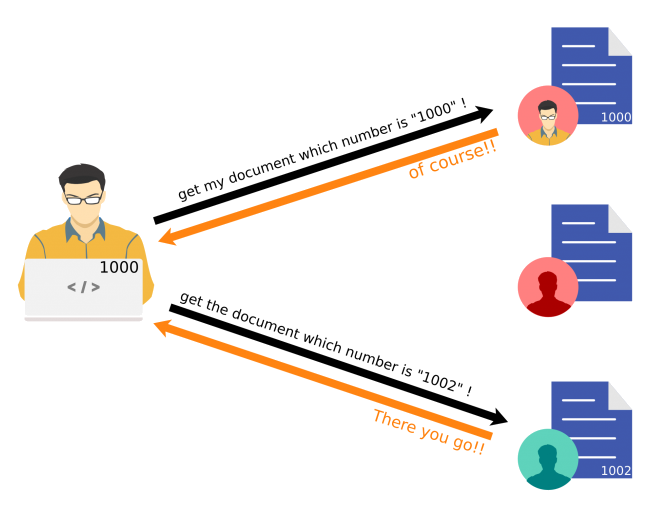 1000
get my document which number is "1000" !
of course!!
1000
</>
get the document which number is "1002" !
There you go!!
1002